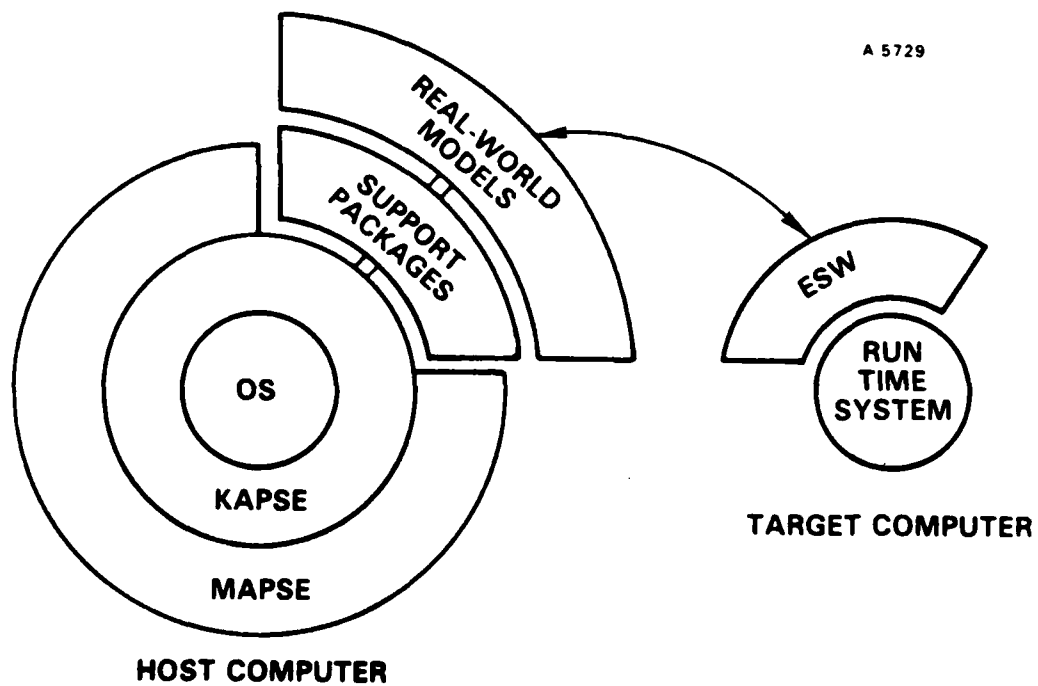 A 5729
REAL-WORLD
MODELS
SUPPORT
PACKAGES
ESW
RUN
TIME
SYSTEM
OS
KAPSE
MAPSE
TARGET COMPUTER
HOST COMPUTER